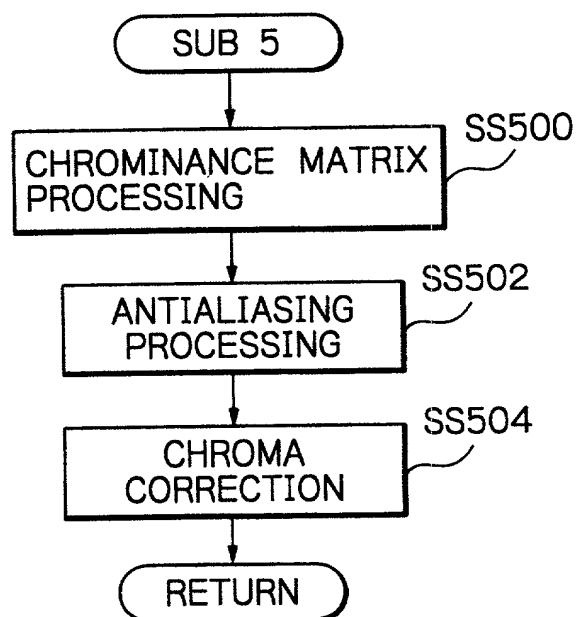 SUB 5
SS500
CHROMINANCE MATRIX
PROCESSING
SS502
ANTIALIASING
PROCESSING
SS504
CHROMA
CORRECTION
RETURN